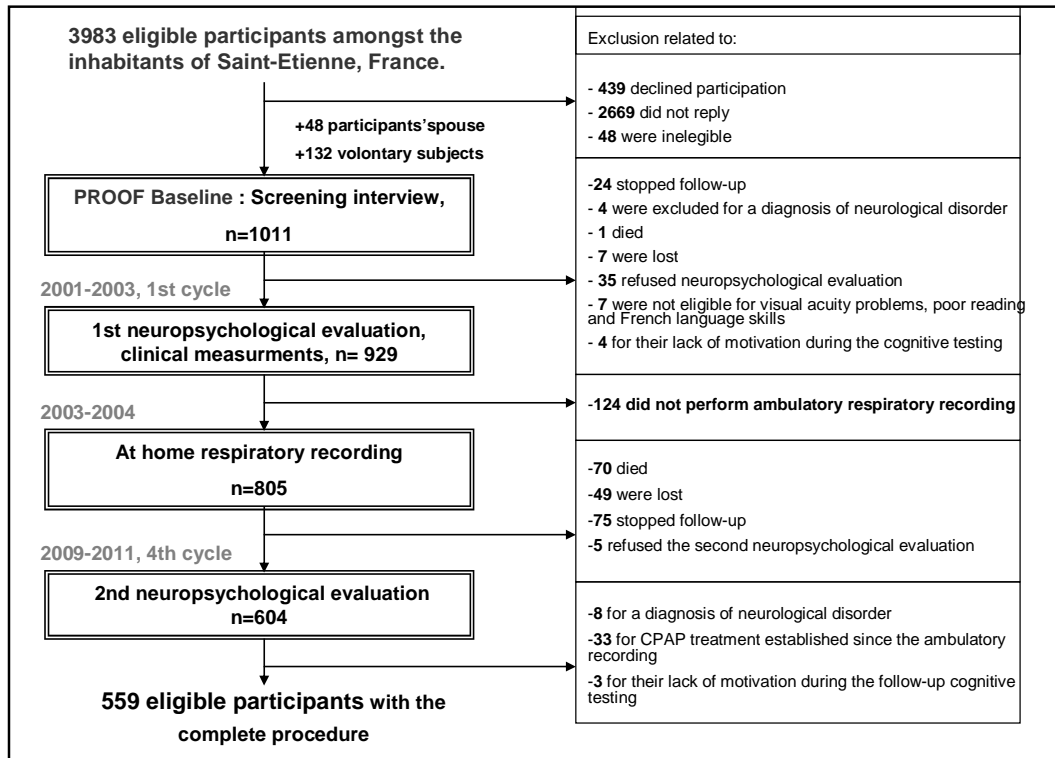 3983 eligible participants amongst the
inhabitants of Saint-Etienne, France.
+48 participants'spouse
+132 volontary subjects
PROOF Baseline : Screening interview,
n=1011
2001-2003, 1st cycle
1st neuropsychological evaluation,
clinical measurments, n= 929
2003-2004
At home respiratory recording
n=805
2009-2011, 4th cycle
2nd neuropsychological evaluation
n=604
559 eligible participants with the
complete procedure
Exclusion related to:
- 439 declined participation
- 2669 did not reply
- 48 were inelegible
-24 stopped follow-up
- 4 were excluded for a diagnosis of neurological disorder
- 1 died
- 7 were lost
- 35 refused neuropsychological evaluation
- 7 were not eligible for visual acuity problems, poor reading
and French language skills
- 4 for their lack of motivation during the cognitive testing
-124 did not perform ambulatory respiratory recording
-70 died
-49 were lost
-75 stopped follow-up
-5 refused the second neuropsychological evaluation
-8 for a diagnosis of neurological disorder
-33 for CPAP treatment established since the ambulatory
recording
-3 for their lack of motivation during the follow-up cognitive
testing